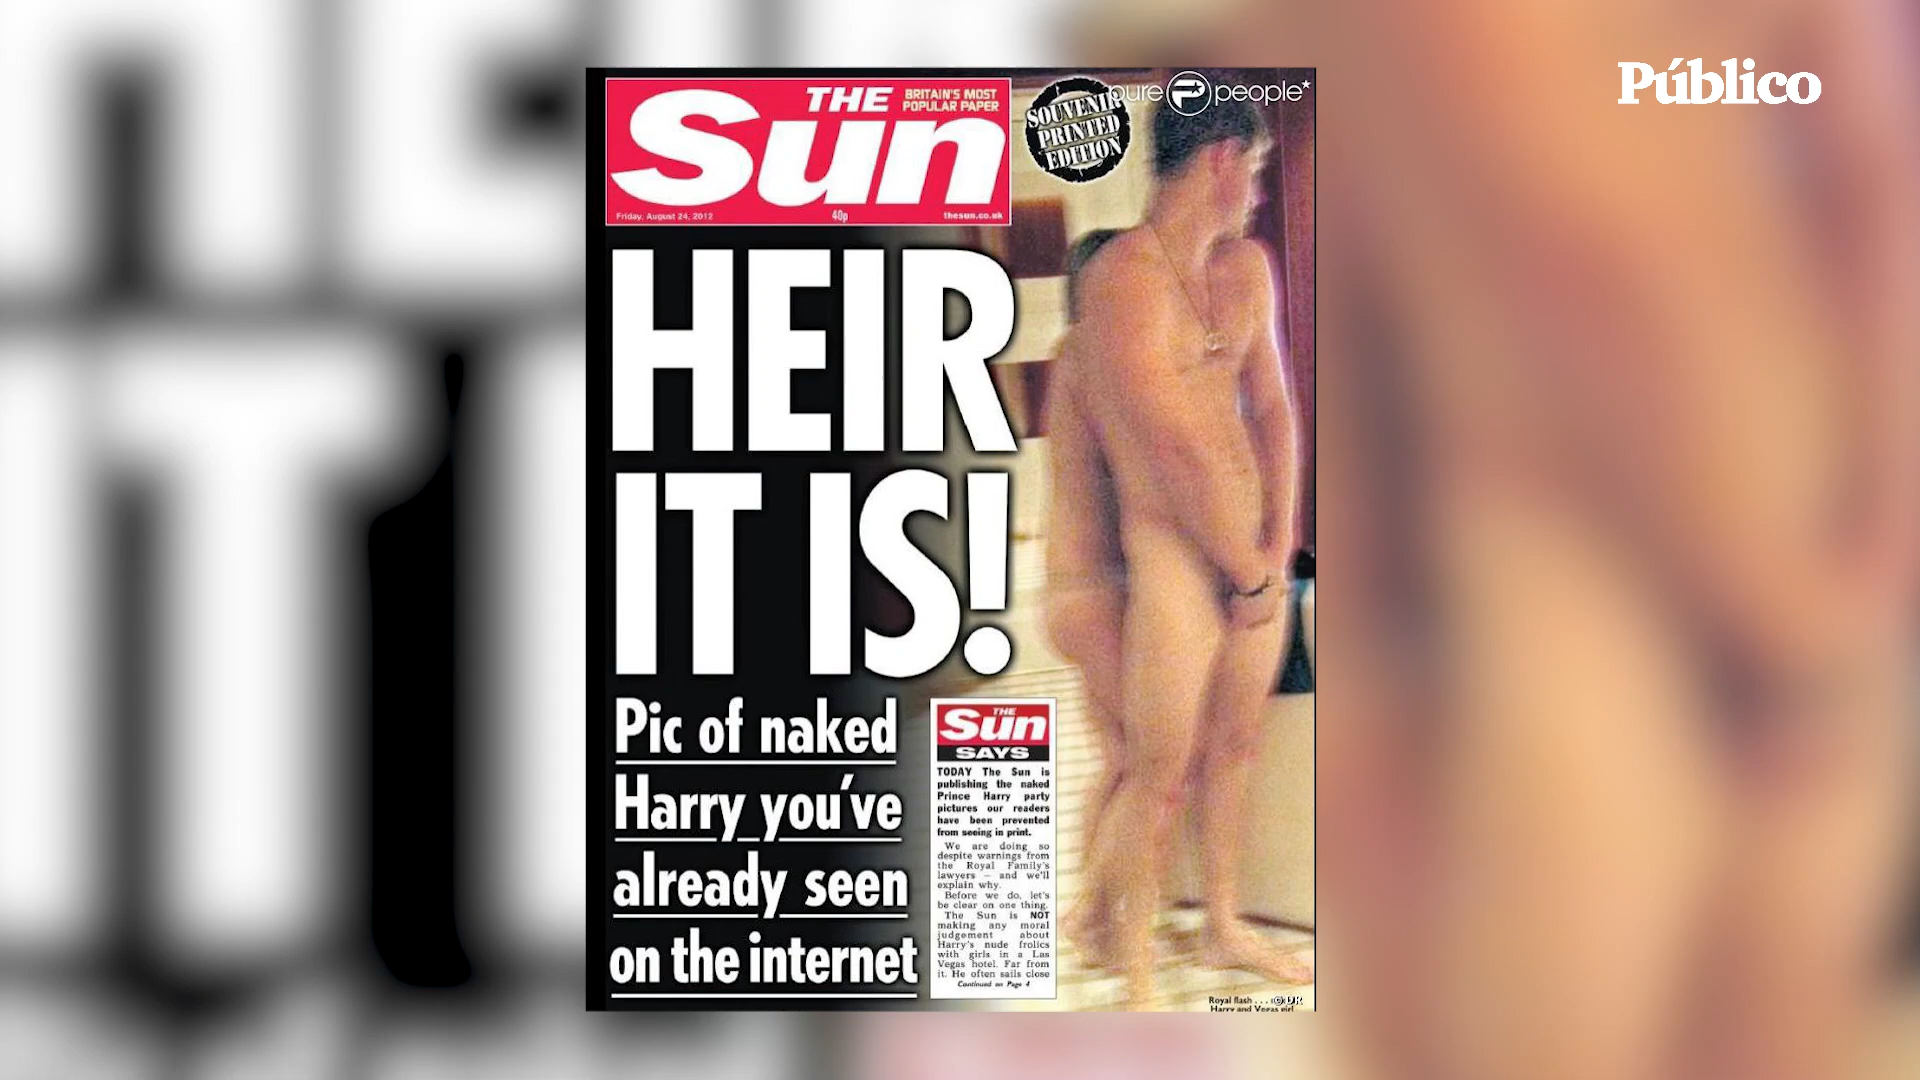 Público
THE
BRITAIN'S MOST
POPULAR PAPER
Sun
Friday, August 24, 2012
40p
thesun.co.uk
SOUVENIR
PRINTED
EDITION
pure people
HEIR
IT IS!
Pic of naked
Harry you've
already seen
on the internet
THE
Sun
SAYS
TODAY The Sun is
publishing the naked
Prince Harry party
pictures our readers
have been prevented
from seeing in print.
We are doing so
despite warnings from
the Royal Family's
lawyers – and we'll
explain why.
Before we do, let's
be clear on one thing.
The Sun is NOT
making any moral
judgement about
Harry's nude frolics
with girls in a Las
Vegas hotel. Far from
it. He often sails close
Continued on Page 4
Royal flash . . .
© DR
Harry and Vegas girl